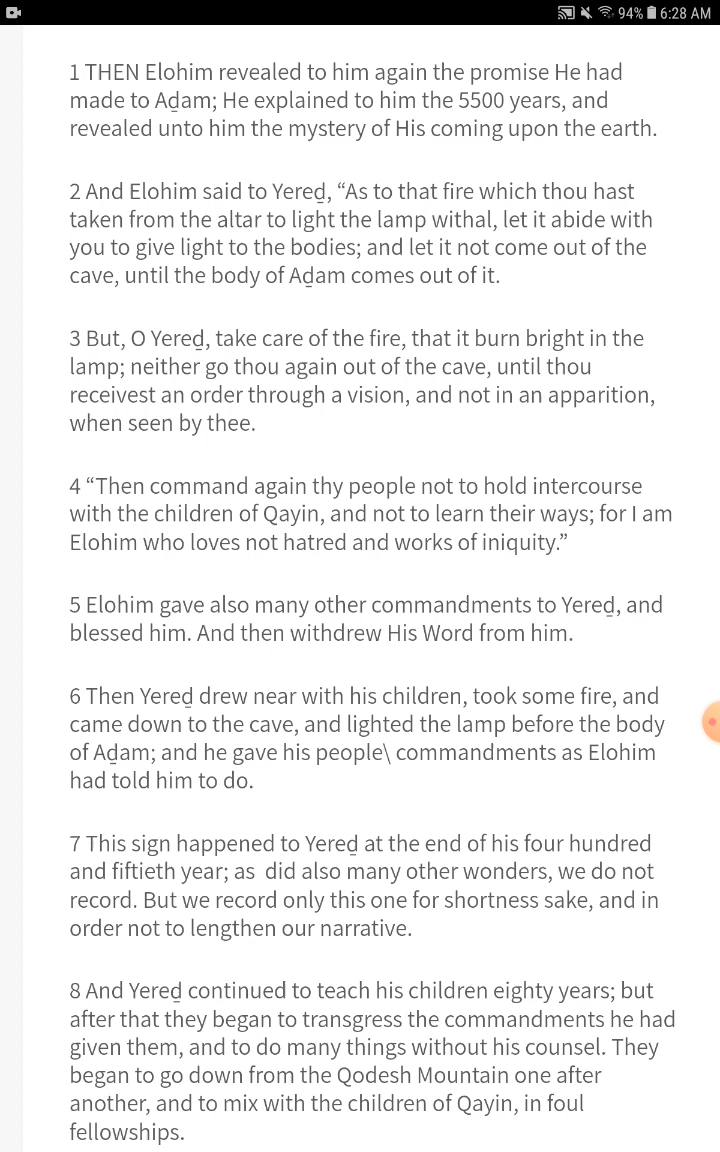 94% 6:28 AM
1 THEN Elohim revealed to him again the promise He had
made to Aḏam; He explained to him the 5500 years, and
revealed unto him the mystery of His coming upon the earth.
2 And Elohim said to Yereḏ, “As to that fire which thou hast
taken from the altar to light the lamp withal, let it abide with
you to give light to the bodies; and let it not come out of the
cave, until the body of Aḏam comes out of it.
3 But, O Yereḏ, take care of the fire, that it burn bright in the
lamp; neither go thou again out of the cave, until thou
receivest an order through a vision, and not in an apparition,
when seen by thee.
4 “Then command again thy people not to hold intercourse
with the children of Qayin, and not to learn their ways; for I am
Elohim who loves not hatred and works of iniquity.”
5 Elohim gave also many other commandments to Yereḏ, and
blessed him. And then withdrew His Word from him.
6 Then Yereḏ drew near with his children, took some fire, and
came down to the cave, and lighted the lamp before the body
of Aḏam; and he gave his people\ commandments as Elohim
had told him to do.
7 This sign happened to Yereḏ at the end of his four hundred
and fiftieth year; as  did also many other wonders, we do not
record. But we record only this one for shortness sake, and in
order not to lengthen our narrative.
8 And Yereḏ continued to teach his children eighty years; but
after that they began to transgress the commandments he had
given them, and to do many things without his counsel. They
began to go down from the Qodesh Mountain one after
another, and to mix with the children of Qayin, in foul
fellowships.